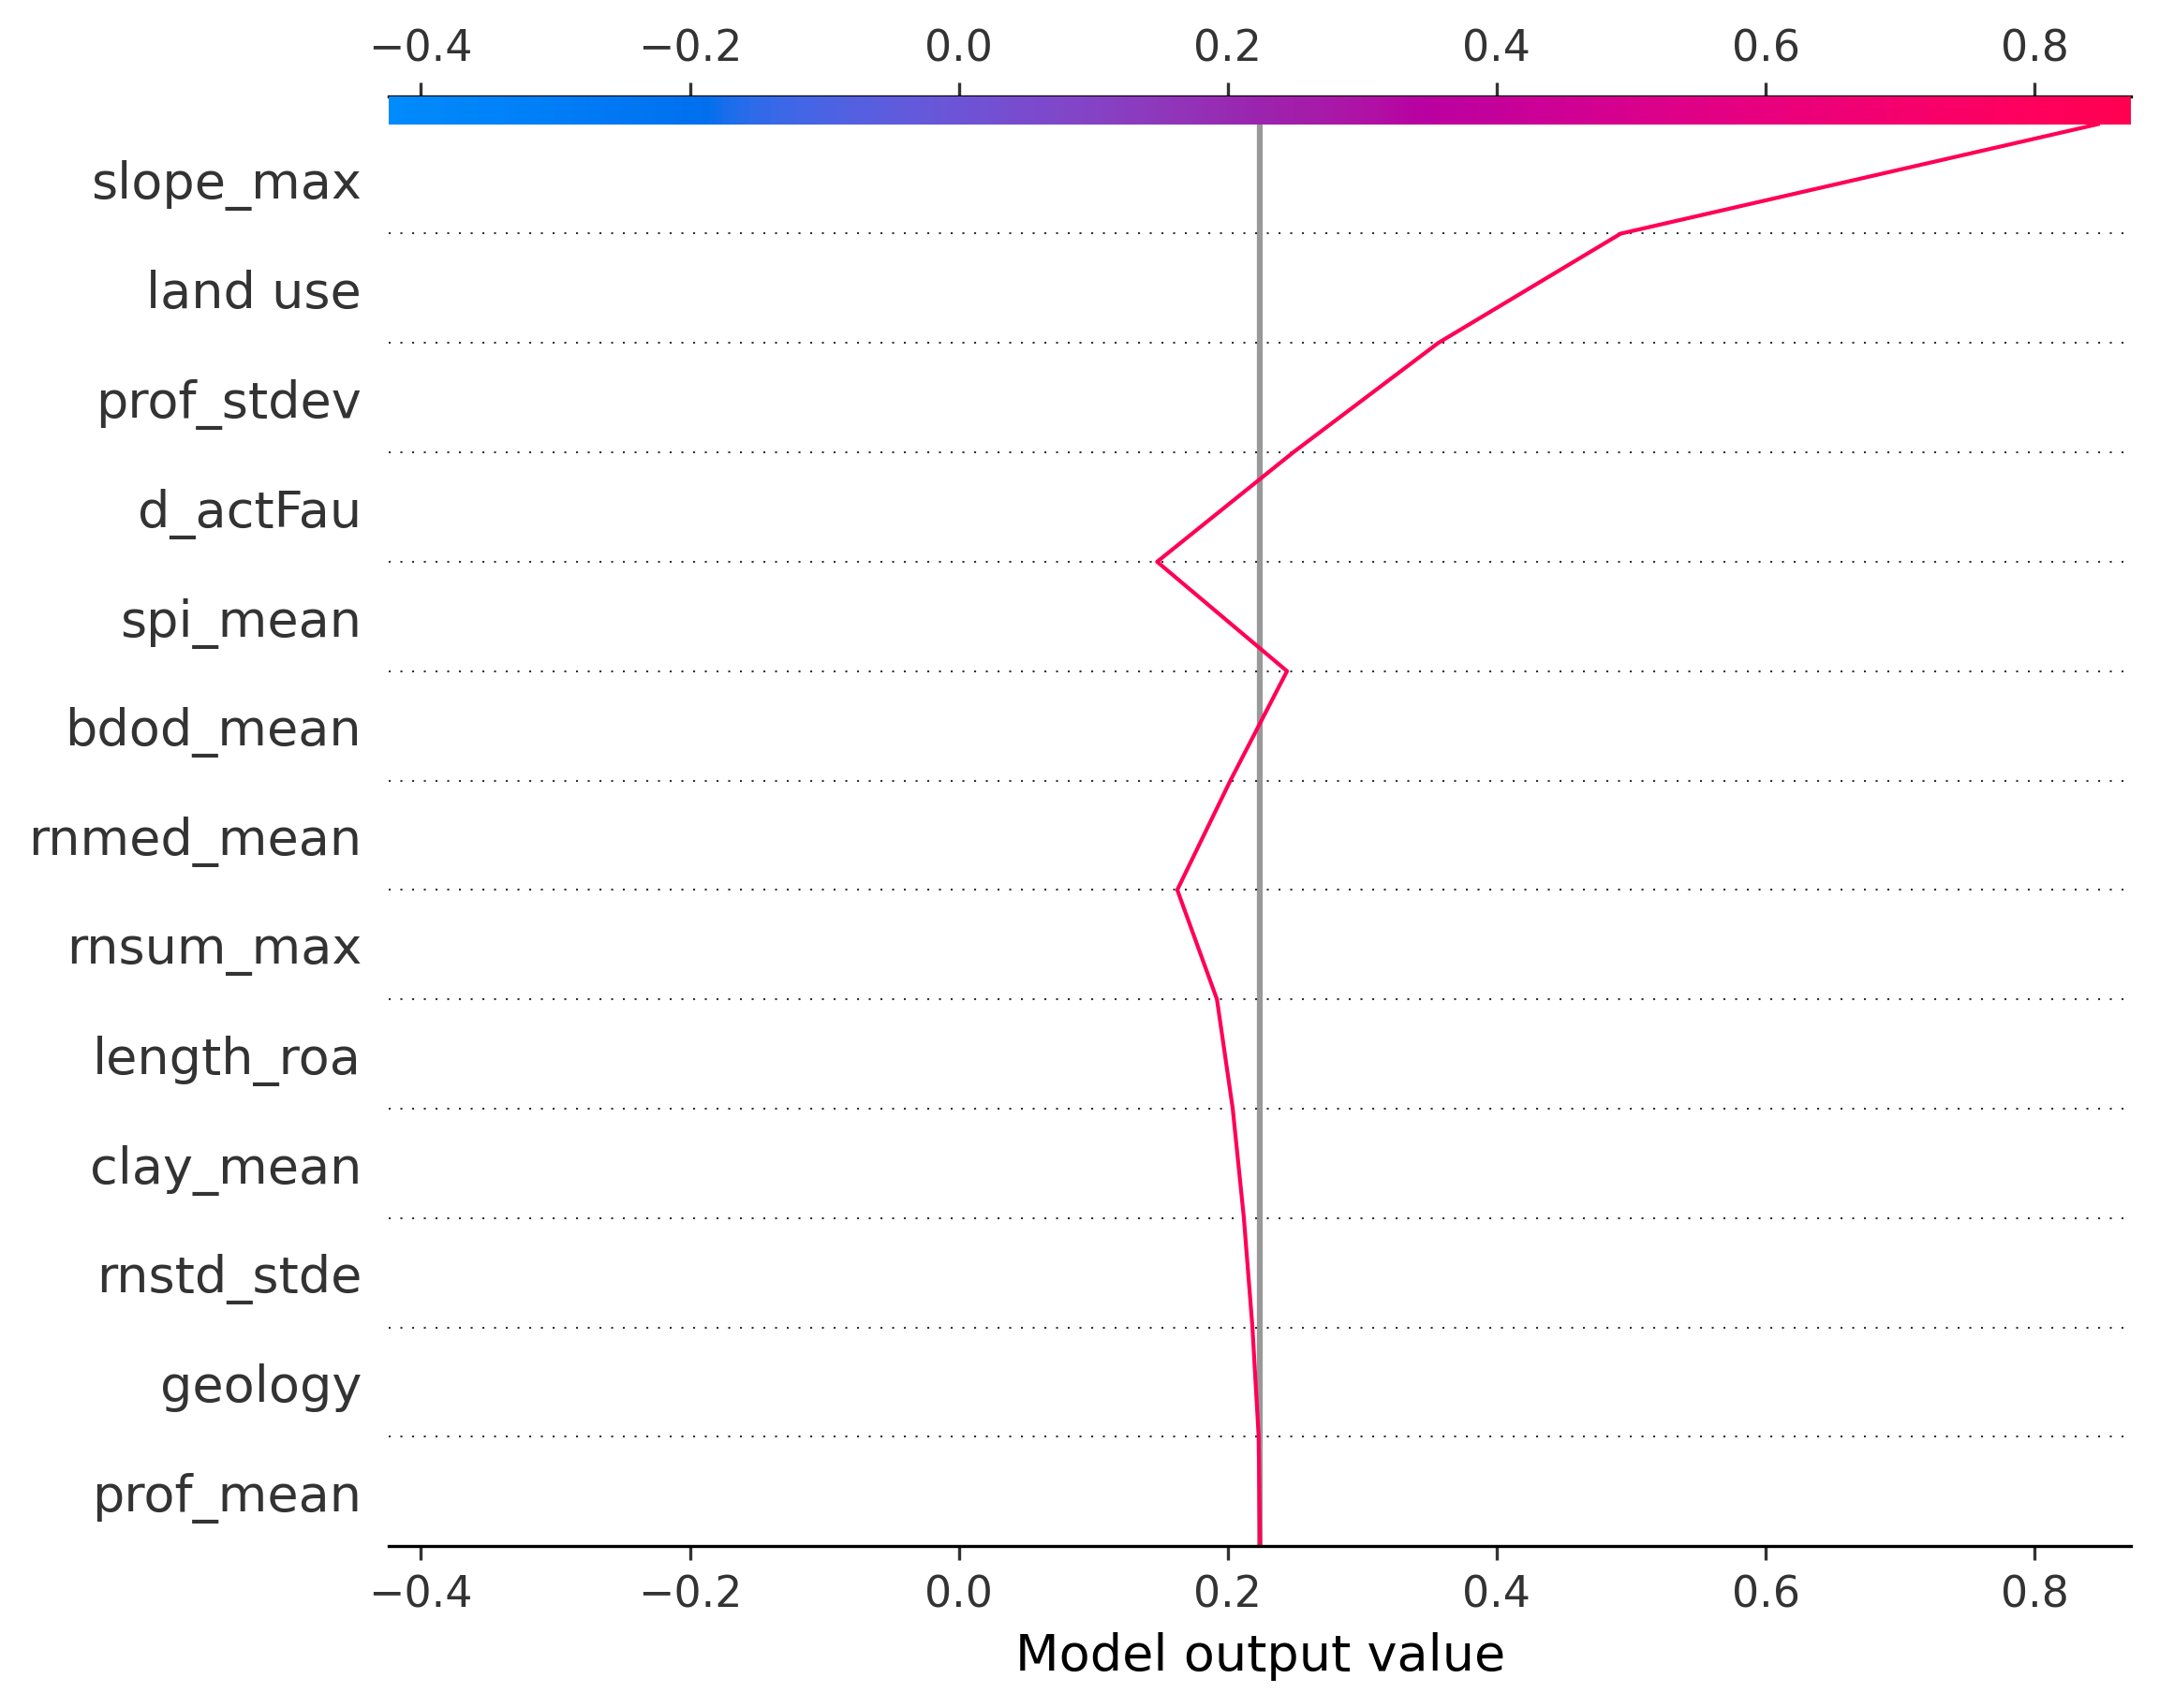 −0.4 −0.2 0.0 0.2 0.4 0.6 0.8
slope_max
land use
prof_stdev
d_actFau
spi_mean
bdod_mean
rnmed_mean
rnsum_max
length_roa
clay_mean
rnstd_stde
geology
prof_mean
−0.4 −0.2 0.0 0.2 0.4 0.6 0.8
Model output value